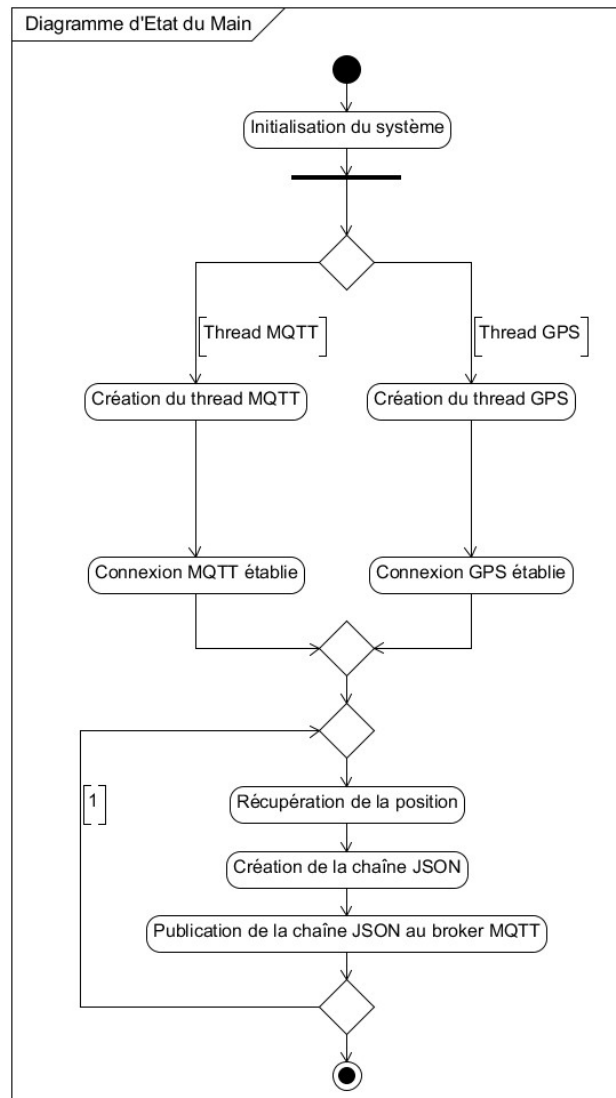 Diagramme d'Etat du Main
Initialisation du système
[Thread MQTT]
[Thread GPS]
Création du thread MQTT
Création du thread GPS
Connexion MQTT établie
Connexion GPS établie
[1]
Récupération de la position
Création de la chaîne JSON
Publication de la chaîne JSON au broker MQTT